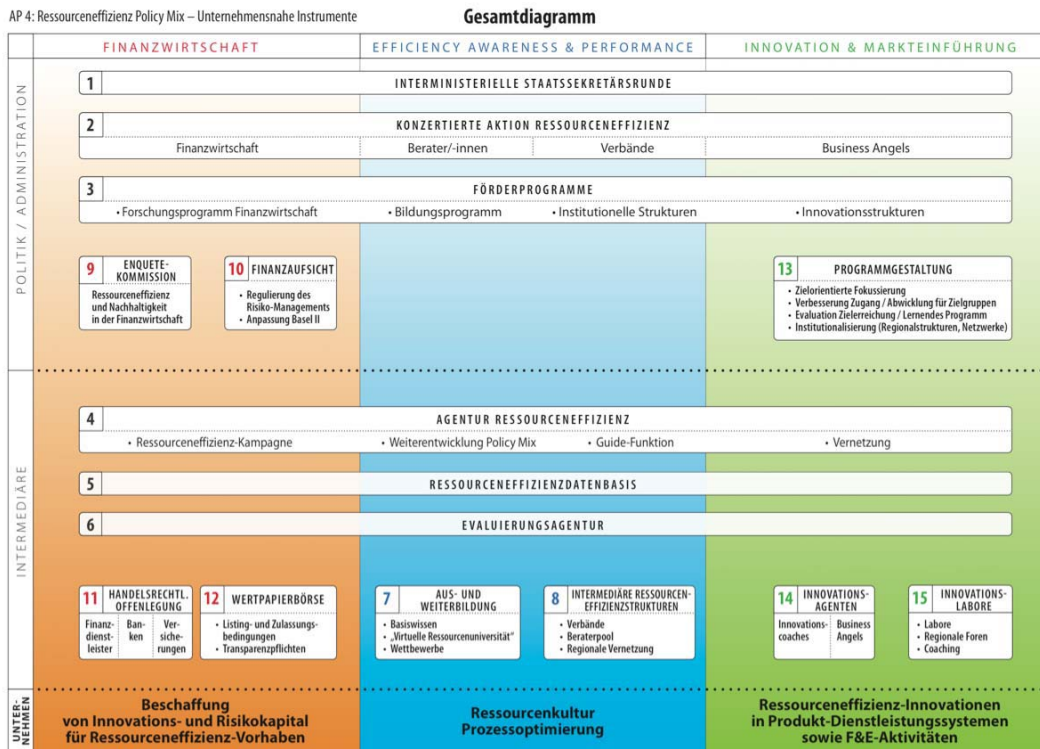 AP 4: Ressourceneffizienz Policy Mix – Unternehmensnahe Instrumente
Gesamtdiagramm
FINANZWIRTSCHAFT
EFFICIENCY AWARENESS & PERFORMANCE
INNOVATION & MARKTEINFÜHRUNG
POLITIK / ADMINISTRATION
1 INTERMINISTERIELLE STAATSSEKRETÄRSRUNDE
2 KONZERTIERTE AKTION RESSOURCENEFFIZIENZ
Finanzwirtschaft Berater/-innen Verbände Business Angels
3 FÖRDERPROGRAMME
• Forschungsprogramm Finanzwirtschaft • Bildungsprogramm • Institutionelle Strukturen • Innovationsstrukturen
9 ENQUETE-
KOMMISSION
Ressourceneffizienz
und Nachhaltigkeit
in der Finanzwirtschaft
10 FINANZAUFSICHT
• Regulierung des
Risiko-Managements
• Anpassung Basel II
13 PROGRAMMGESTALTUNG
• Zielorientierte Fokussierung
• Verbesserung Zugang / Abwicklung für Zielgruppen
• Evaluation Zielerreichung / Lernendes Programm
• Institutionalisierung (Regionalstrukturen, Netzwerke)
INTERMEDIÄRE
4 AGENTUR RESSOURCENEFFIZIENZ
• Ressourceneffizienz-Kampagne • Weiterentwicklung Policy Mix • Guide-Funktion • Vernetzung
5 RESSOURCENEFFIZIENZDATENBASIS
6 EVALUIERUNGSAGENTUR
11 HANDELSRECHTL.
OFFENLEGUNG
Finanz-
dienst-
leister
Ban-
ken
Ver-
siche-
rungen
12 WERTPAPIERBÖRSE
• Listing- und Zulassungs-
bedingungen
• Transparenzpflichten
7 AUS- UND
WEITERBILDUNG
• Basiswissen
• „Virtuelle Ressourcenuniversität“
• Wettbewerbe
8 INTERMEDIÄRE RESSOURCEN-
EFFIZIENZSTRUKTUREN
• Verbände
• Beraterpool
• Regionale Vernetzung
14 INNOVATIONS-
AGENTEN
Innovations-
coaches
Business
Angels
15 INNOVATIONS-
LABORE
• Labore
• Regionale Foren
• Coaching
UNTER-
NEHMEN
Beschaffung
von Innovations- und Risikokapital
für Ressourceneffizienz-Vorhaben
Ressourcenkultur
Prozessoptimierung
Ressourceneffizienz-Innovationen
in Produkt-Dienstleistungssystemen
sowie F&E-Aktivitäten